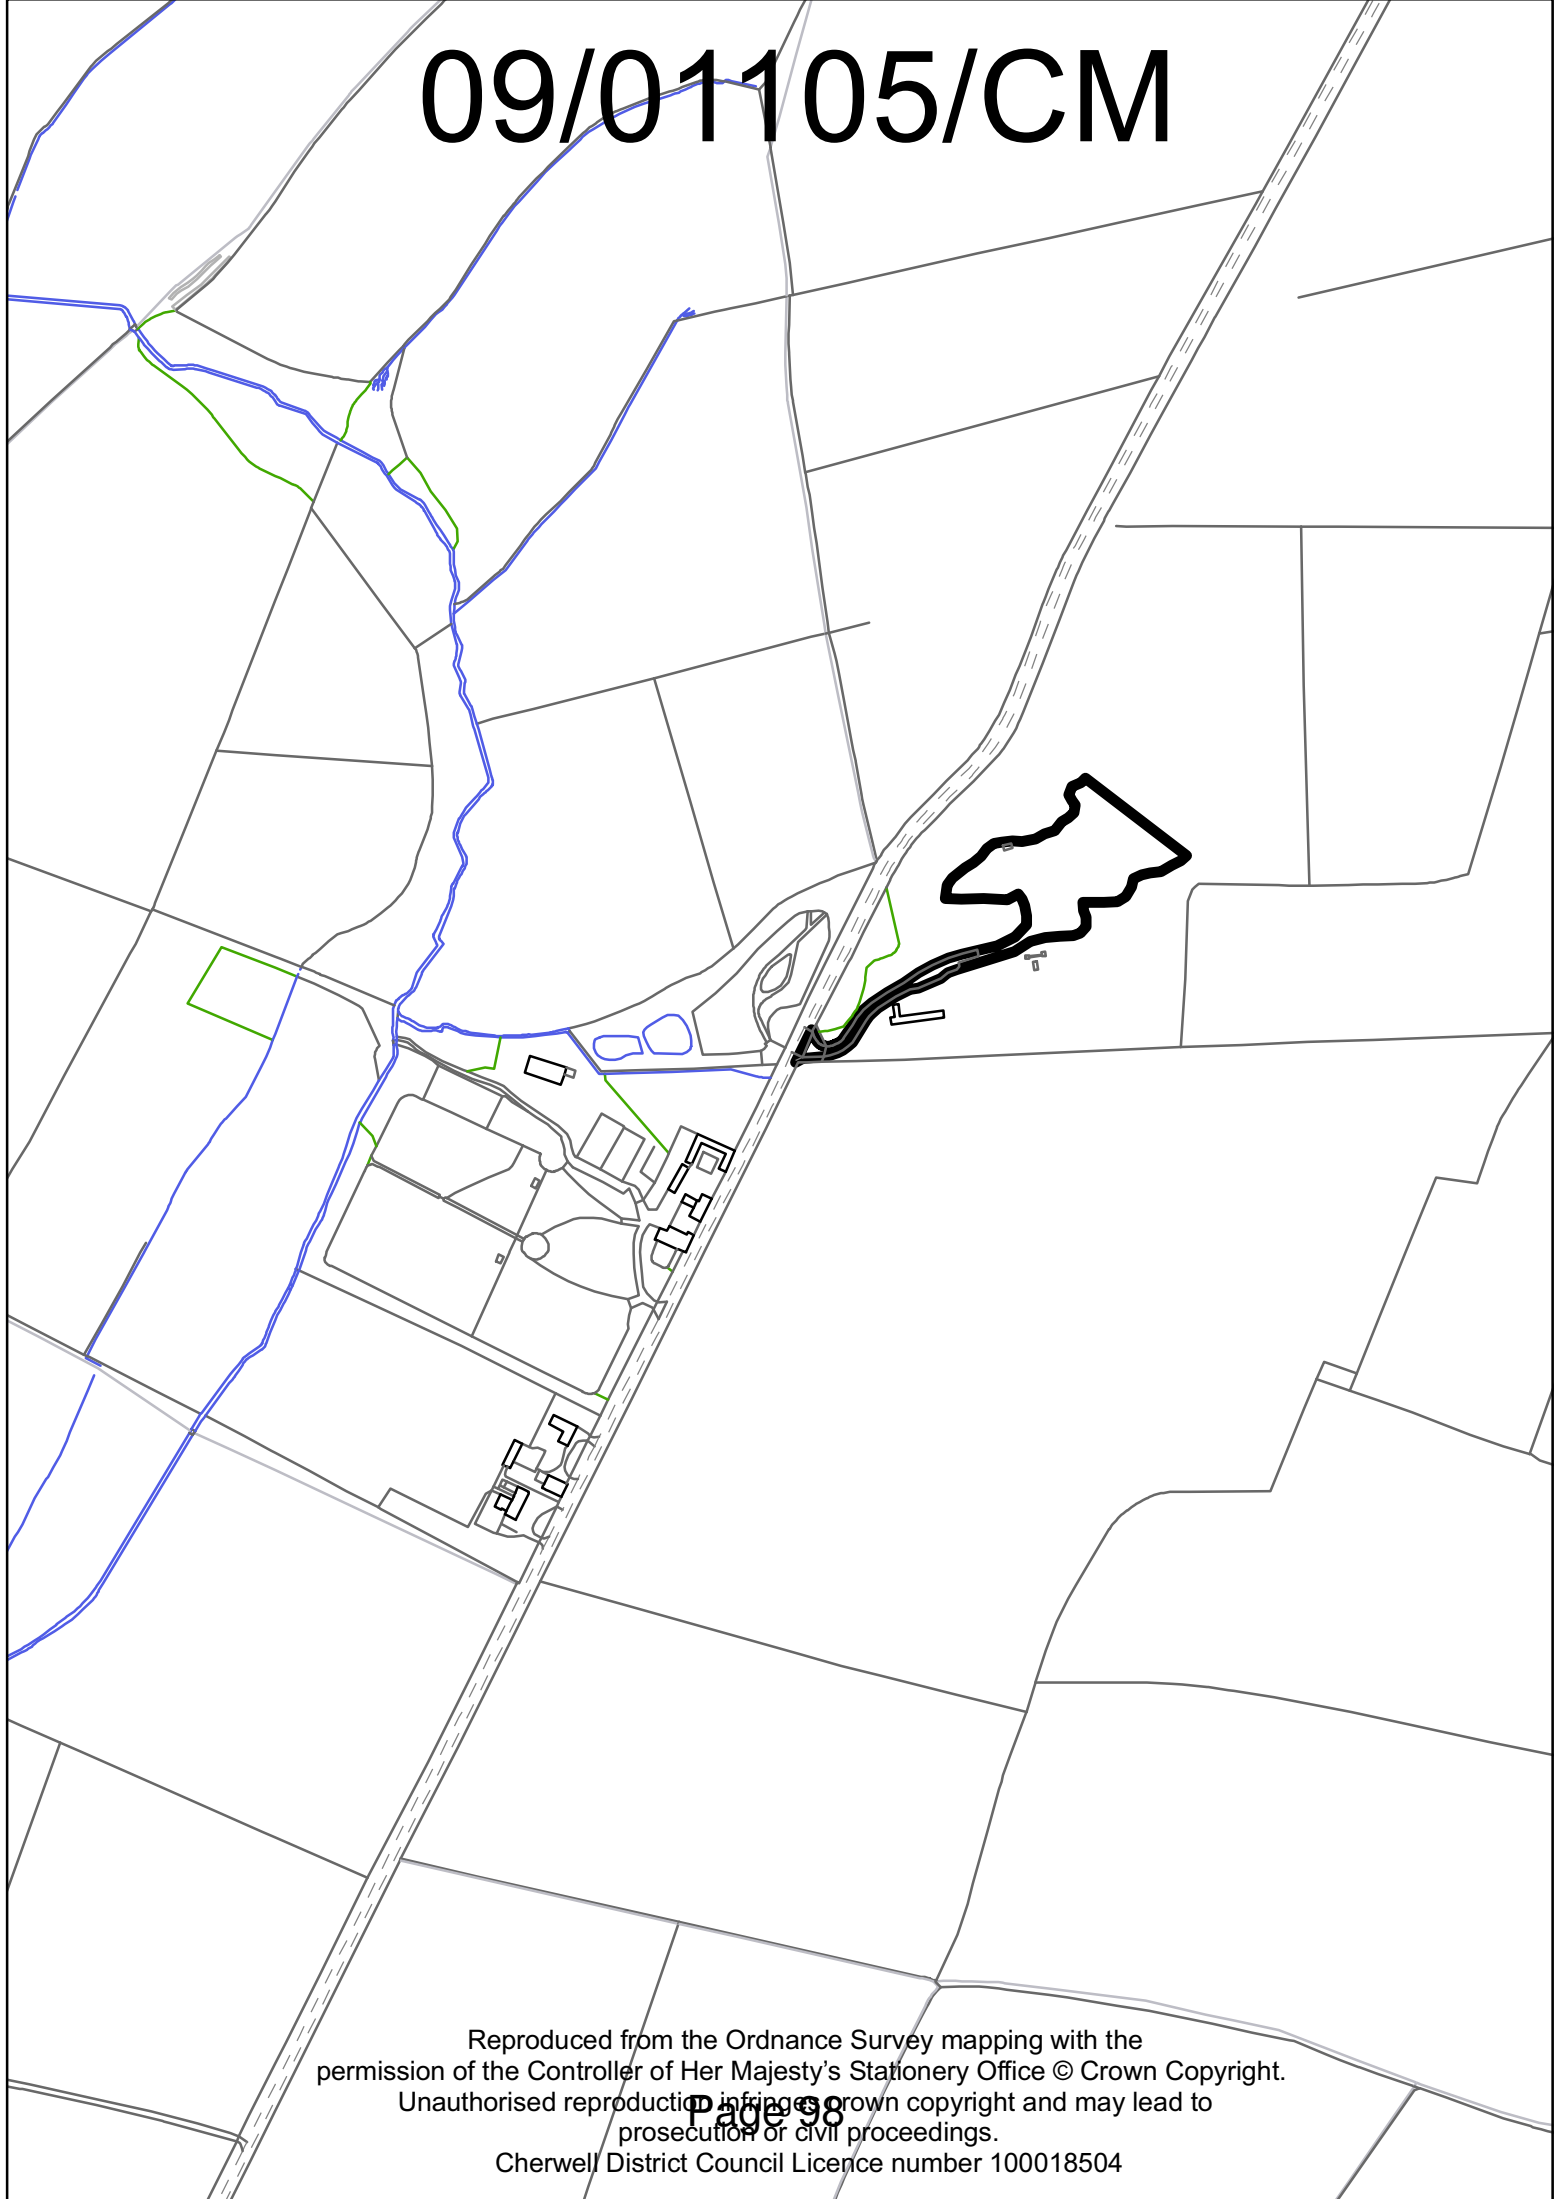 09/01105/CM
Reproduced from the Ordnance Survey mapping with the
permission of the Controller of Her Majesty's Stationery Office © Crown Copyright.
Unauthorised reproduction infringes crown copyright and may lead to
Page 98
prosecution or civil proceedings.
Cherwell District Council Licence number 100018504